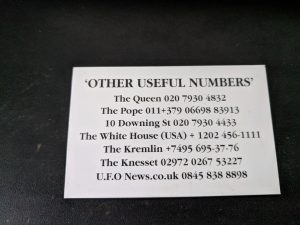 'OTHER USEFUL NUMBERS'
The Queen 020 7930 4832
The Pope 011+379 06698 83913
10 Downing St 020 7930 4433
The White House (USA) + 1202 456-1111
The Kremlin +7495 695-37-76
The Knesset 02972 0267 53227
U.F.O News.co.uk 0845 838 8898